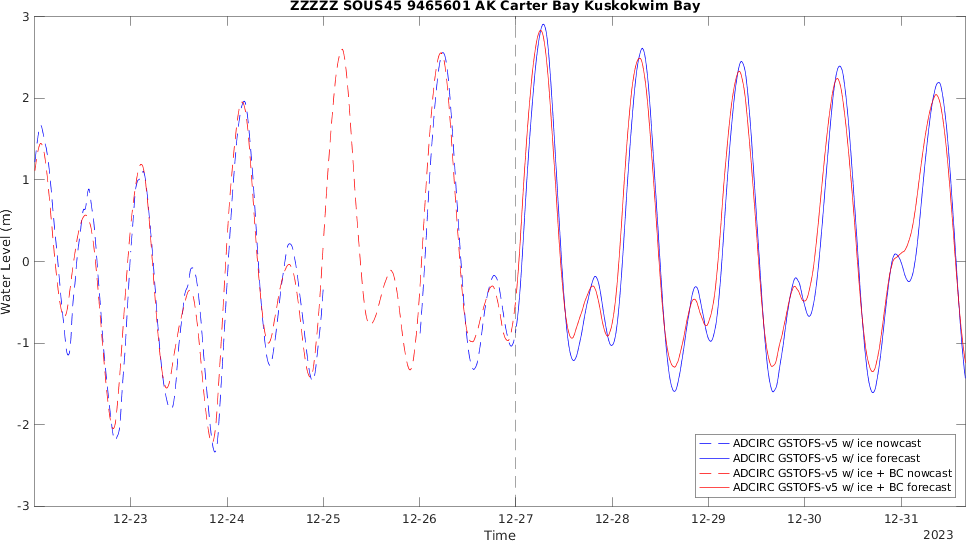 ZZZZZ SOUS45 9465601 AK Carter Bay Kuskokwim Bay
3
2
1
0
-1
-2
-3
Water Level (m)
12-23
12-24
12-25
12-26
12-27
12-28
12-29
12-30
12-31
Time
2023
ADCIRC GSTOFS-v5 w/ ice nowcast
ADCIRC GSTOFS-v5 w/ ice forecast
ADCIRC GSTOFS-v5 w/ ice + BC nowcast
ADCIRC GSTOFS-v5 w/ ice + BC forecast